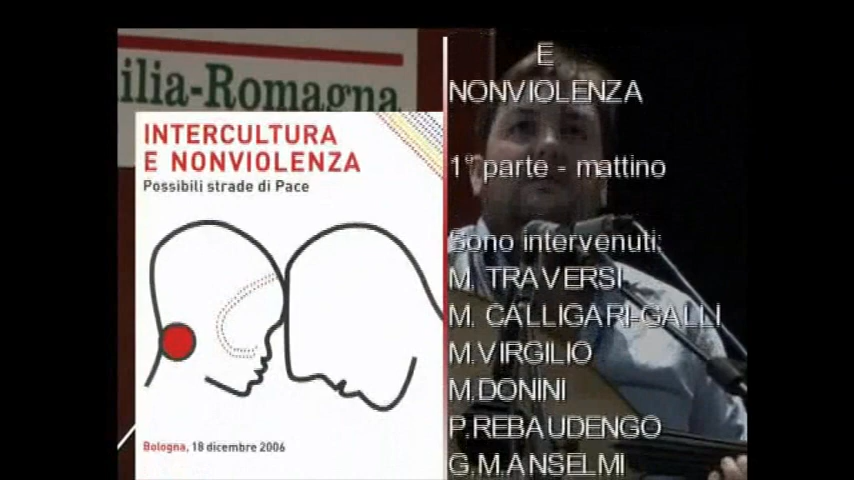 ilia-Romagna
INTERCULTURA
E NONVIOLENZA
Possibili strade di Pace
Bologna, 18 dicembre 2006
E
NONVIOLENZA
1° parte - mattino
Sono intervenuti:
M. TRAVERSI
M. CALLIGARI-GALLI
M.VIRGILIO
M.DONINI
P.REBAUDENGO
G.M.ANSELMI